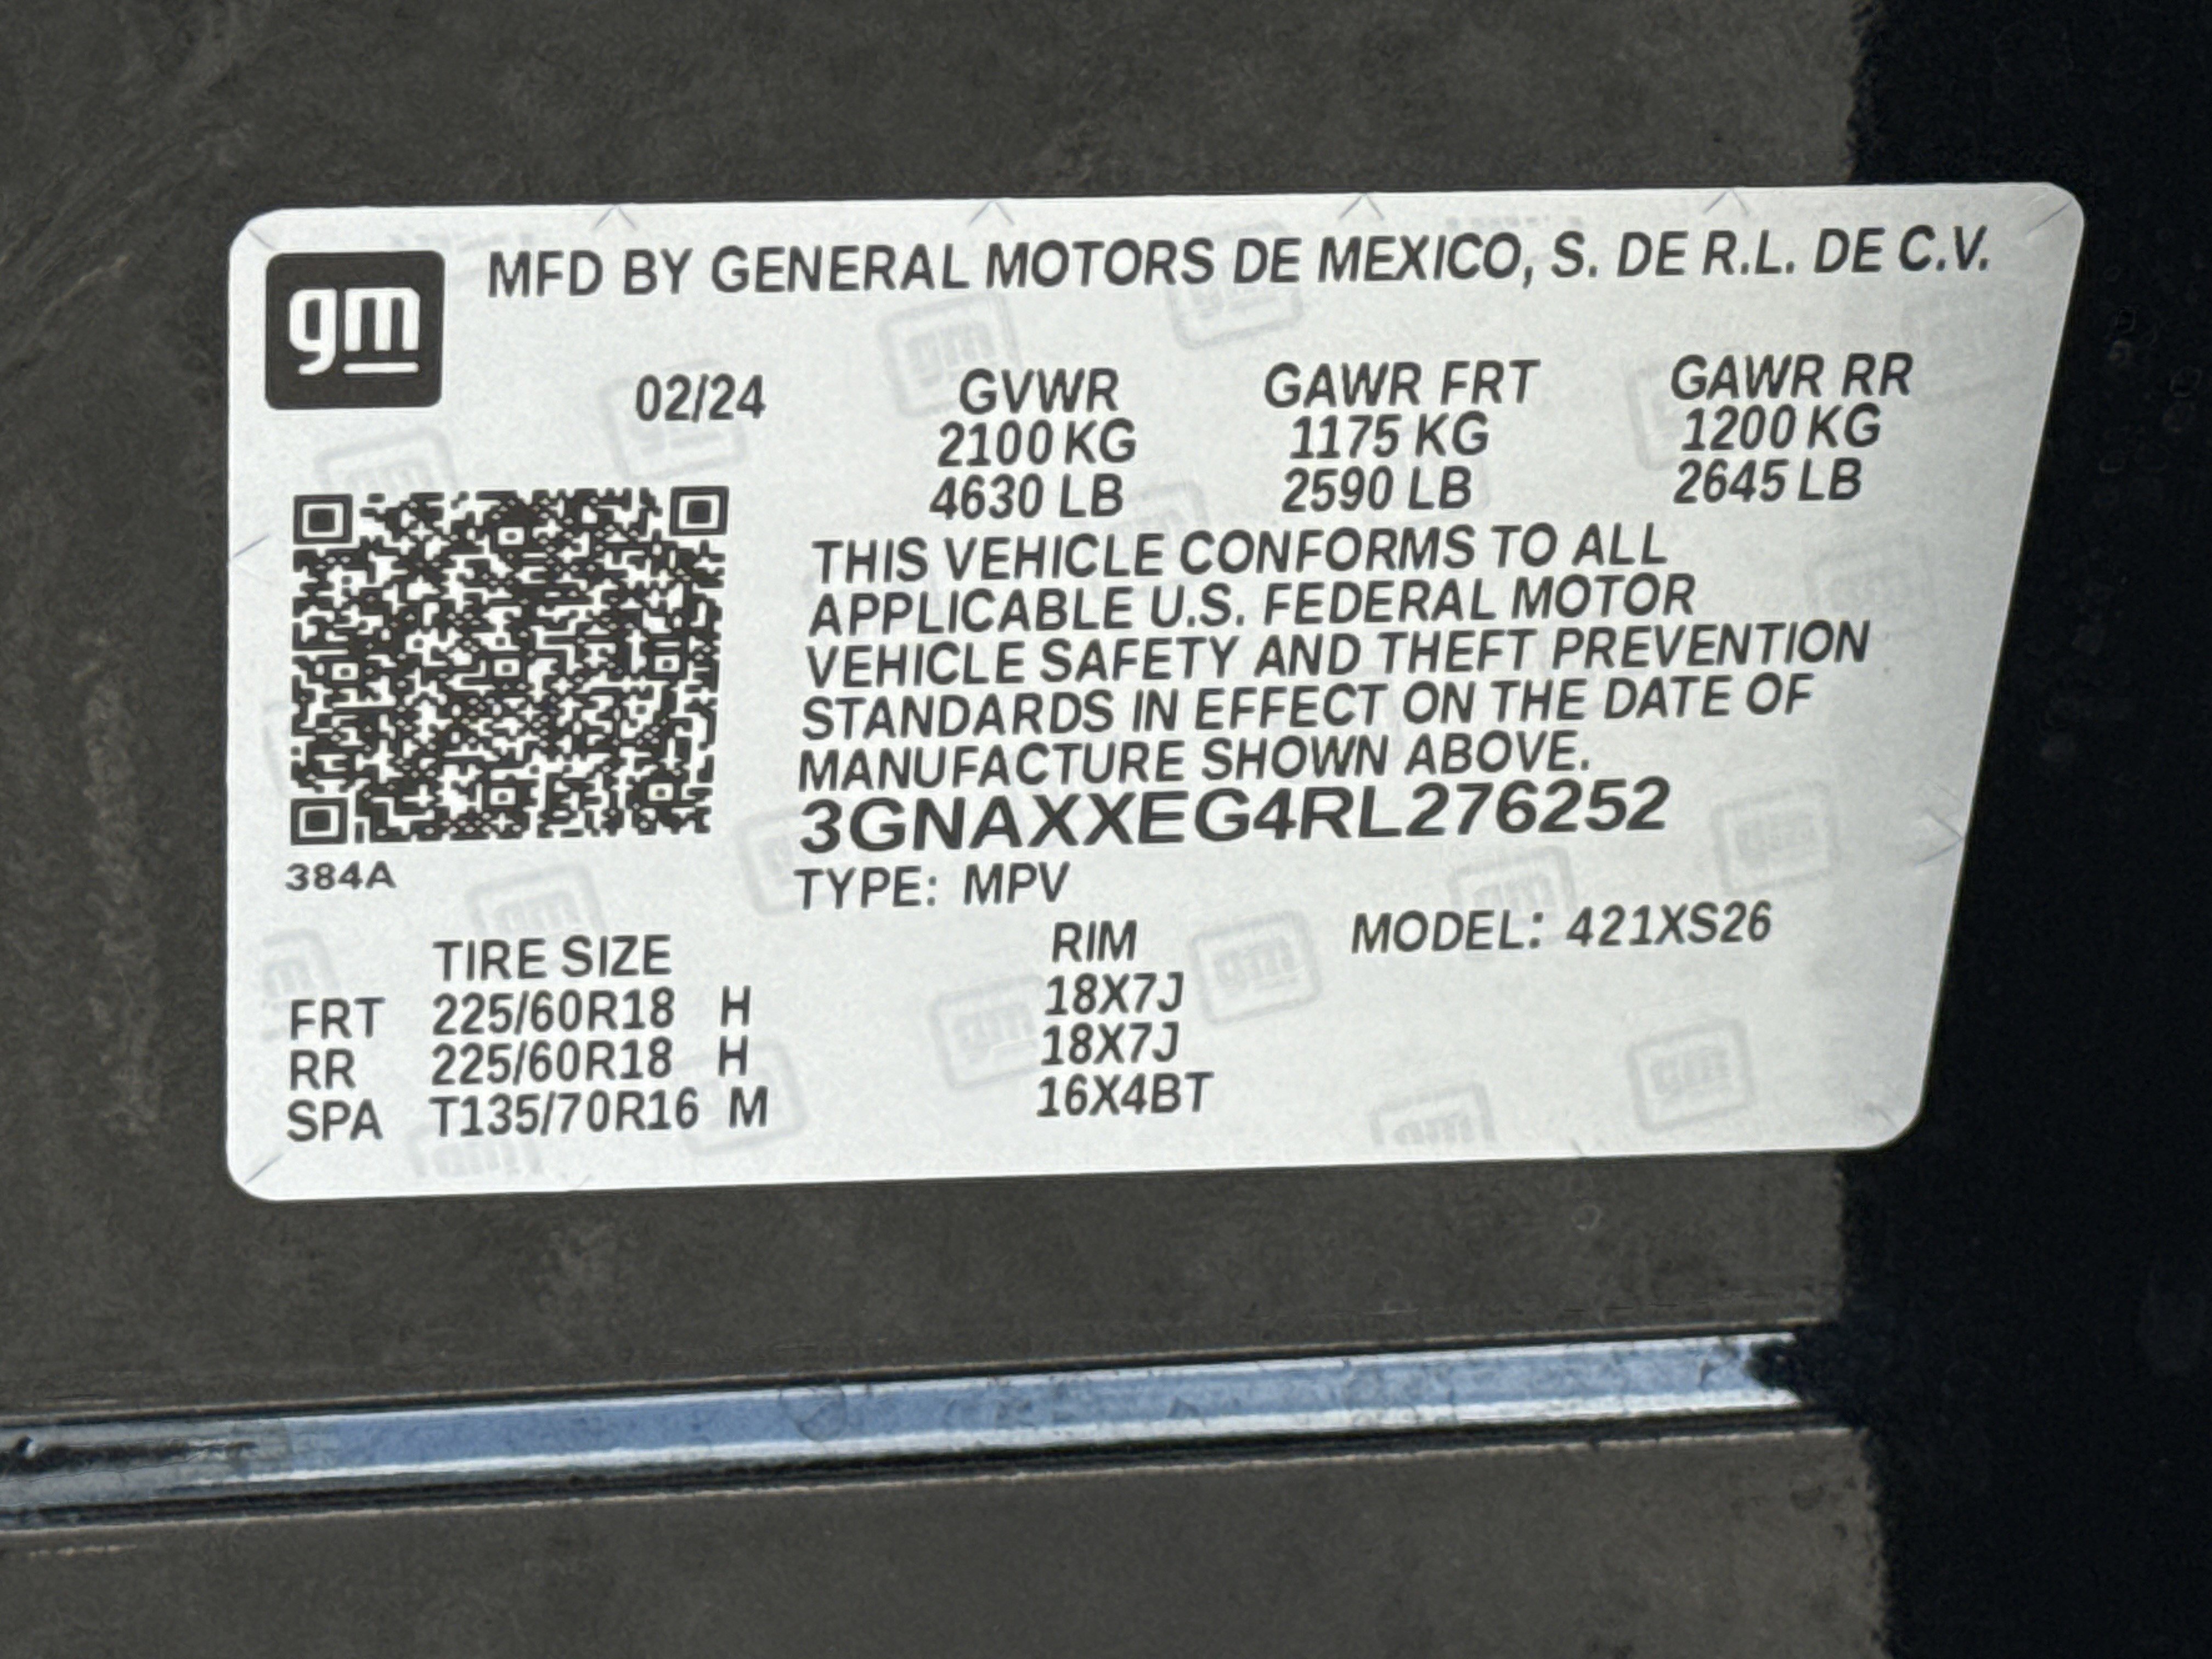 gm
MFD BY GENERAL MOTORS DE MEXICO, S. DE R.L. DE C.V.
02/24 GVWR GAWR FRT GAWR RR
2100 KG 1175 KG 1200 KG
4630 LB 2590 LB 2645 LB
THIS VEHICLE CONFORMS TO ALL
APPLICABLE U.S. FEDERAL MOTOR
VEHICLE SAFETY AND THEFT PREVENTION
STANDARDS IN EFFECT ON THE DATE OF
MANUFACTURE SHOWN ABOVE.
3GNAXXEG4RL276252
384A
TYPE: MPV
TIRE SIZE RIM MODEL: 421XS26
FRT 225/60R18 H 18X7J
RR 225/60R18 H 18X7J
SPA T135/70R16 M 16X4BT